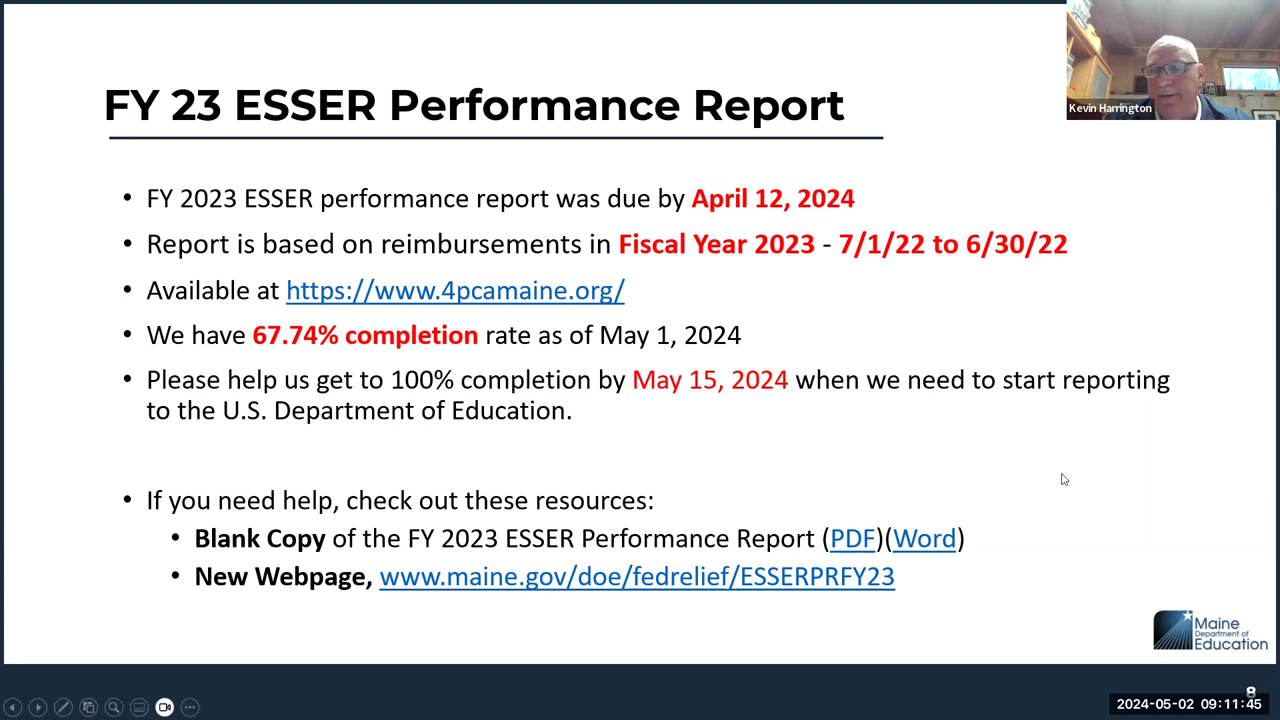 FY 23 ESSER Performance Report
Kevin Harrington
• FY 2023 ESSER performance report was due by April 12, 2024
• Report is based on reimbursements in Fiscal Year 2023 - 7/1/22 to 6/30/22
• Available at https://www.4pcamaine.org/
• We have 67.74% completion rate as of May 1, 2024
• Please help us get to 100% completion by May 15, 2024 when we need to start reporting
to the U.S. Department of Education.
• If you need help, check out these resources:
• Blank Copy of the FY 2023 ESSER Performance Report (PDF)(Word)
• New Webpage, www.maine.gov/doe/fedrelief/ESSERPRFY23
Maine
Department of
Education
8
2024-05-02 09:11:45